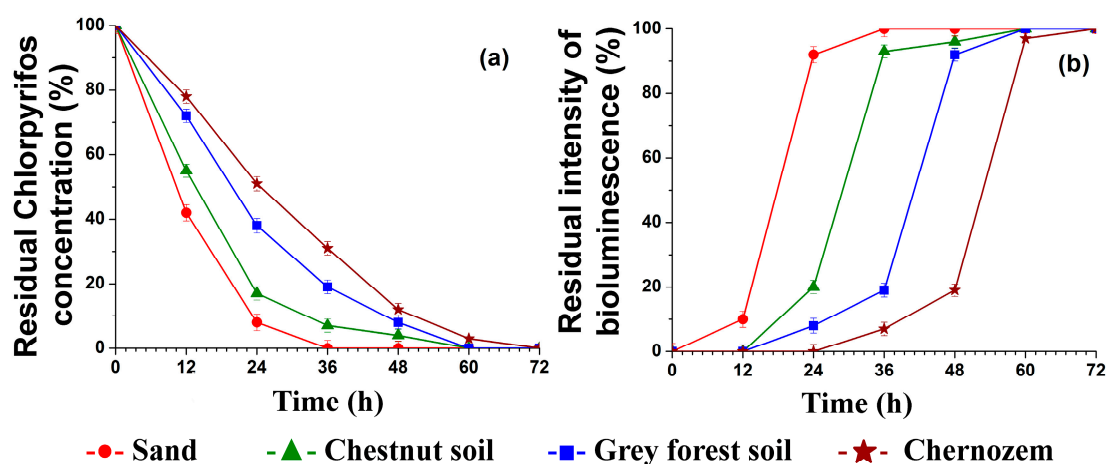 100
80
60
40
20
0
0 12 24 36 48 60 72
Residual Chlorpyrifos
concentration (%)
(a)
Time (h)
100
80
60
40
20
0
0 12 24 36 48 60 72
Residual intensity of
bioluminescence (%)
(b)
Time (h)
Sand Chestnut soil Grey forest soil Chernozem